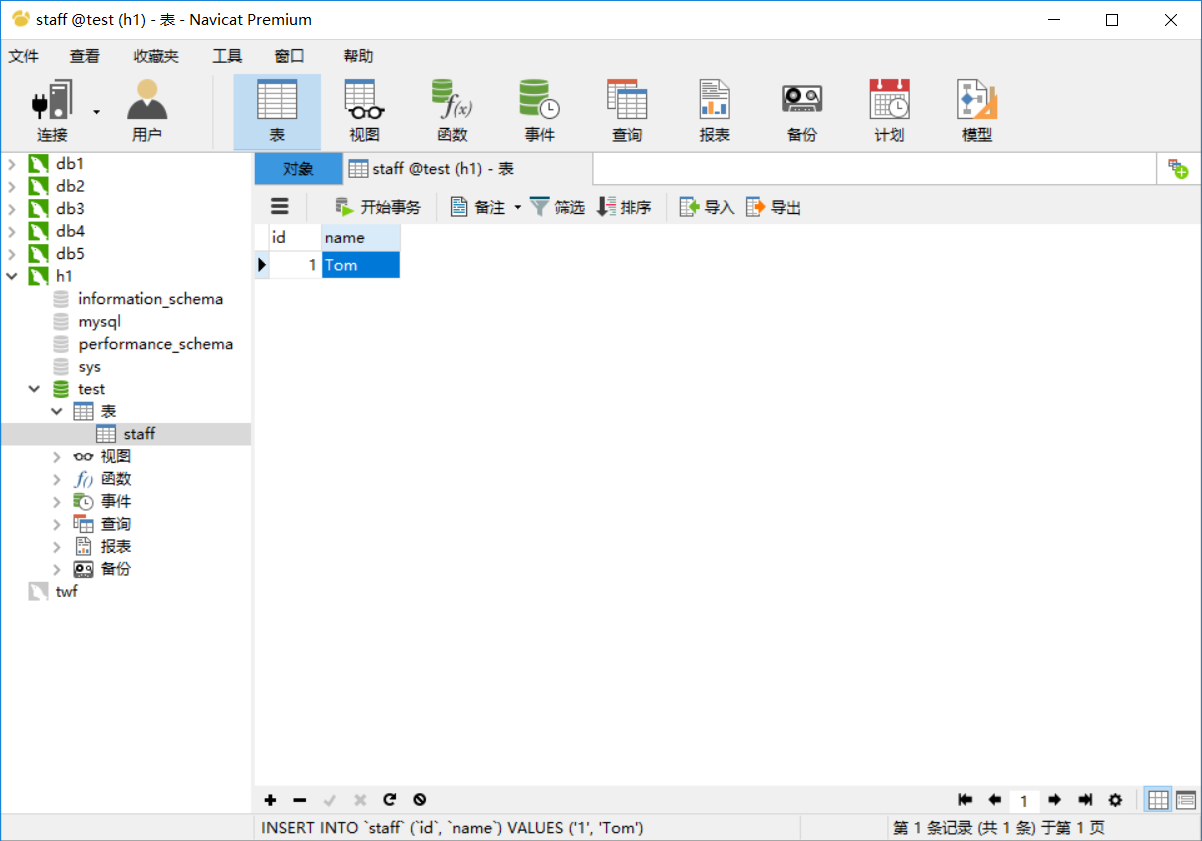 staff @test (h1) - 表 - Navicat Premium
文件 查看 收藏夹 工具 窗口 帮助
连接 用户 表 视图 函数 事件 查询 报表 备份 计划 模型
对象 staff @test (h1) - 表
开始事务 备注 筛选 排序 导入 导出
id name
1 Tom
db1
db2
db3
db4
db5
h1
information_schema
mysql
performance_schema
sys
test
表
staff
视图
函数
事件
查询
报表
备份
twf
1
INSERT INTO `staff` (`id`, `name`) VALUES ('1', 'Tom')
第 1 条记录 (共 1 条) 于第 1 页